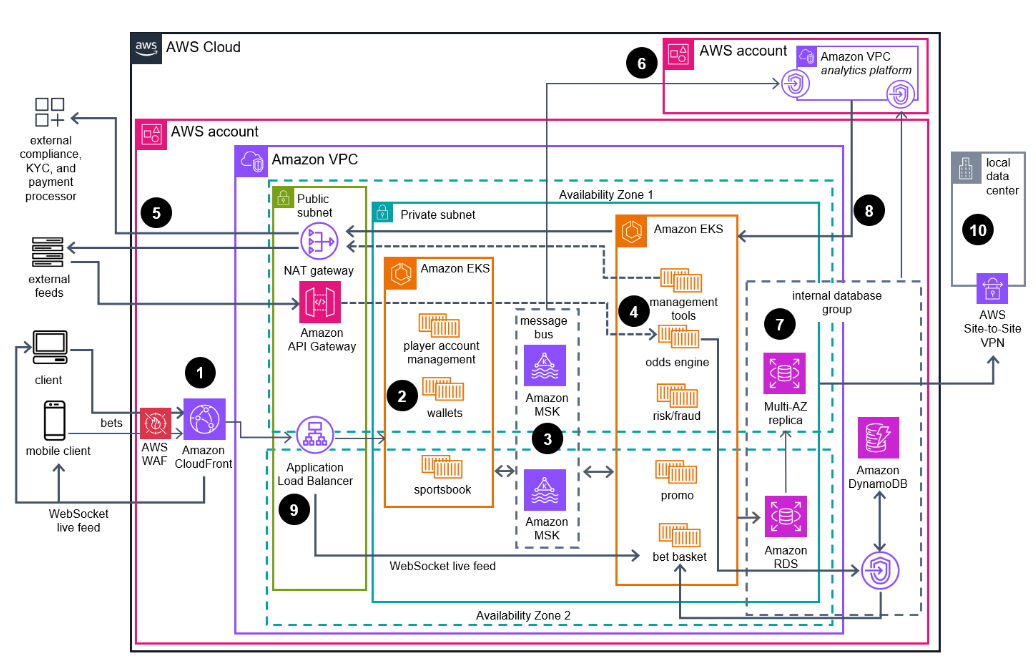 aws
AWS Cloud
AWS account
Amazon VPC
analytics platform
6
external
compliance,
KYC, and
payment
processor
AWS account
Amazon VPC
Availability Zone 1
local
data
center
5
Public
subnet
Private subnet
8
10
Amazon EKS
NAT gateway
external
feeds
Amazon EKS
management
tools
internal database
group
AWS
Site-to-Site
VPN
Amazon
API Gateway
message
bus
4
7
player account
management
odds engine
client
1
2
Amazon
MSK
Multi-AZ
replica
wallets
risk/fraud
bets
mobile client
AWS
WAF
Amazon
CloudFront
3
Application
Load Balancer
sportsbook
promo
Amazon
DynamoDB
WebSocket
live feed
9
Amazon
MSK
bet basket
Amazon
RDS
WebSocket live feed
Availability Zone 2